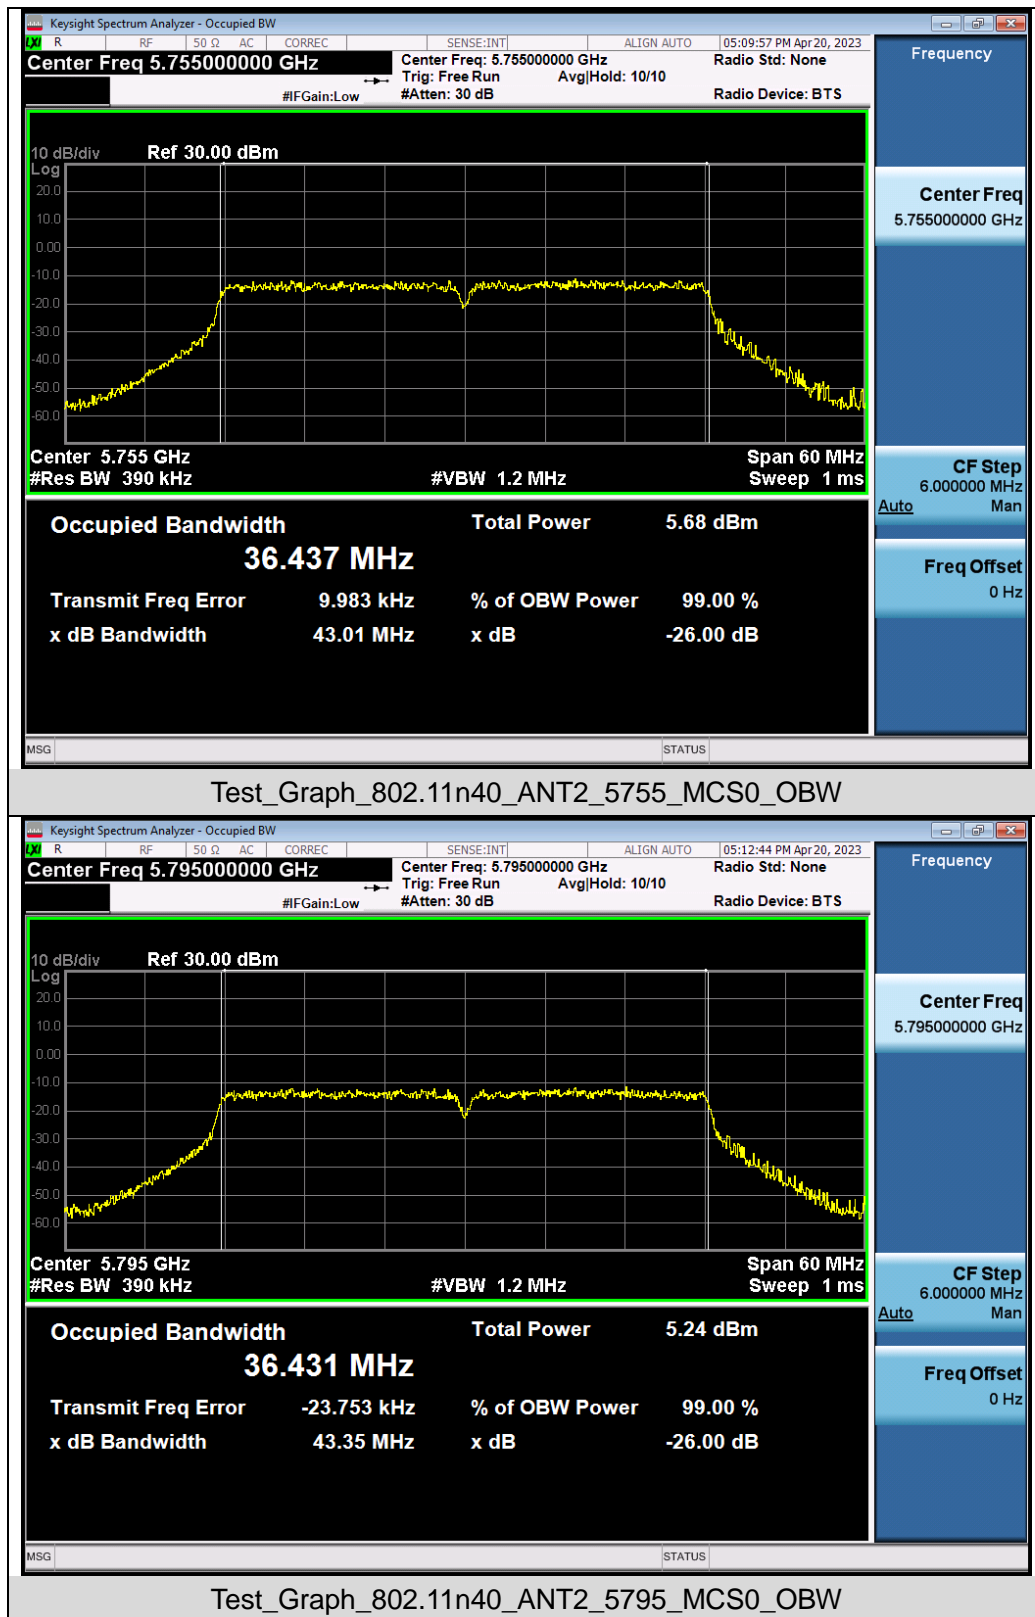 Keysight Spectrum Analyzer - Occupied BW
LXI R RF 50 Ω AC CORREC SENSE:INT ALIGN AUTO 05:09:57 PM Apr 20, 2023
Center Freq 5.755000000 GHz Center Freq: 5.755000000 GHz Radio Std: None Frequency
Trig: Free Run Avg|Hold: 10/10
#IFGain:Low #Atten: 30 dB Radio Device: BTS
10 dB/div Ref 30.00 dBm
Log
20.0
10.0
0.00
-10.0
-20.0
-30.0
-40.0
-50.0
-60.0
Center Freq
5.755000000 GHz
Center 5.755 GHz Span 60 MHz
#Res BW 390 kHz #VBW 1.2 MHz Sweep 1 ms
CF Step
6.000000 MHz
Auto Man
Occupied Bandwidth Total Power 5.68 dBm
36.437 MHz
Freq Offset
0 Hz
Transmit Freq Error 9.983 kHz % of OBW Power 99.00 %
x dB Bandwidth 43.01 MHz x dB -26.00 dB
MSG STATUS
Test_Graph_802.11n40_ANT2_5755_MCS0_OBW
Keysight Spectrum Analyzer - Occupied BW
LXI R RF 50 Ω AC CORREC SENSE:INT ALIGN AUTO 05:12:44 PM Apr 20, 2023
Center Freq 5.795000000 GHz Center Freq: 5.795000000 GHz Radio Std: None Frequency
Trig: Free Run Avg|Hold: 10/10
#IFGain:Low #Atten: 30 dB Radio Device: BTS
10 dB/div Ref 30.00 dBm
Log
20.0
10.0
0.00
-10.0
-20.0
-30.0
-40.0
-50.0
-60.0
Center Freq
5.795000000 GHz
Center 5.795 GHz Span 60 MHz
#Res BW 390 kHz #VBW 1.2 MHz Sweep 1 ms
CF Step
6.000000 MHz
Auto Man
Occupied Bandwidth Total Power 5.24 dBm
36.431 MHz
Freq Offset
0 Hz
Transmit Freq Error -23.753 kHz % of OBW Power 99.00 %
x dB Bandwidth 43.35 MHz x dB -26.00 dB
MSG STATUS
Test_Graph_802.11n40_ANT2_5795_MCS0_OBW